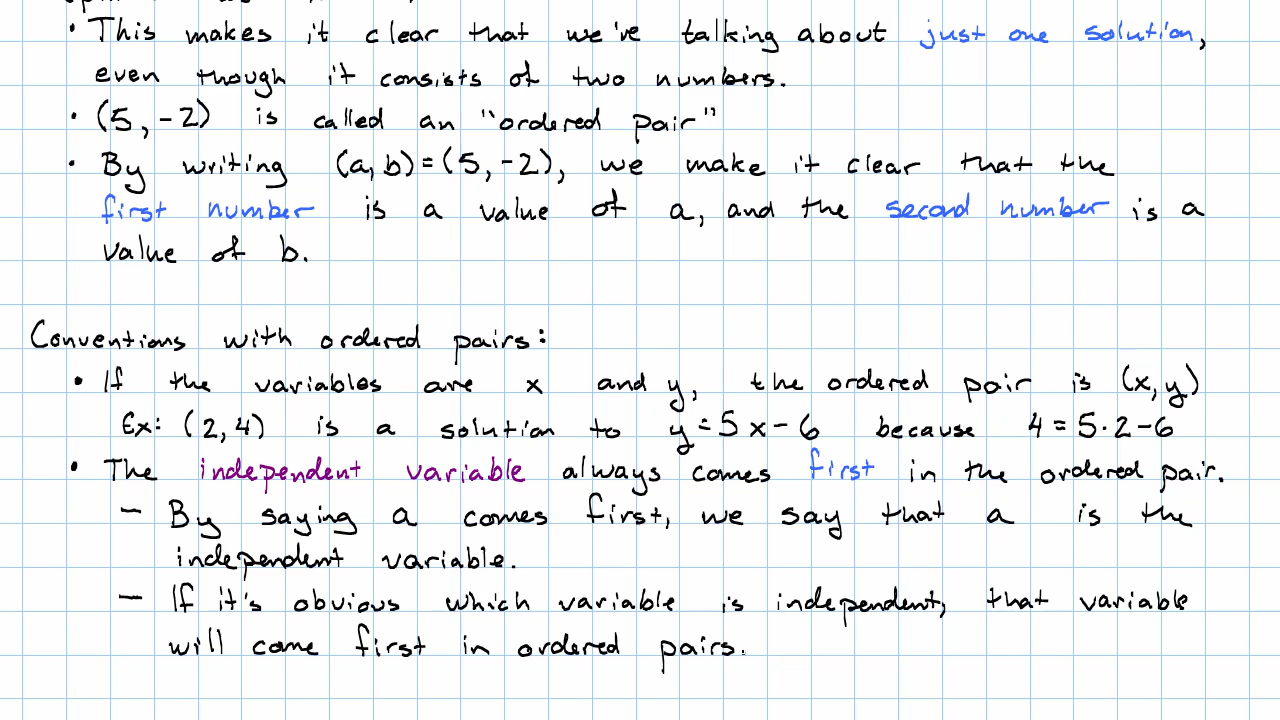 • This makes it clear that we're talking about just one solution,
even though it consists of two numbers.
• (5, -2) is called an "ordered pair"
• By writing (a, b) = (5, -2), we make it clear that the
first number is a value of a, and the second number is a
value of b.
Conventions with ordered pairs:
• If the variables are x and y, the ordered pair is (x, y)
Ex: (2, 4) is a solution to y = 5x - 6 because 4 = 5 · 2 - 6
• The independent variable always comes first in the ordered pair.
- By saying a comes first, we say that a is the
independent variable.
- If it's obvious which variable is independent, that variable
will come first in ordered pairs.